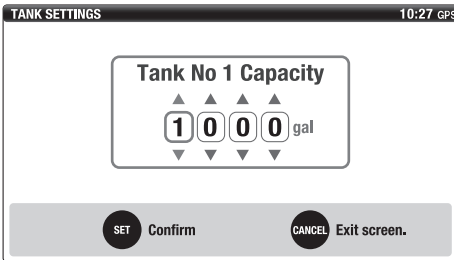 TANK SETTINGS 10:27 GPS
Tank No 1 Capacity
1 0 0 0 gal
SET Confirm CANCEL Exit screen.